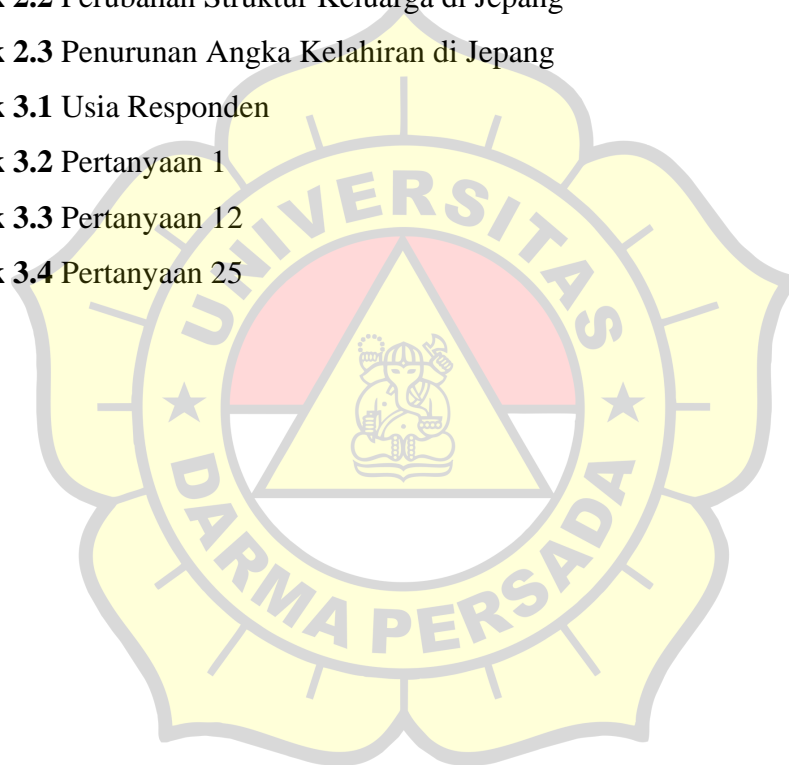 k 2.2 Perubahan Struktur Keluarga di Jepang
k 2.3 Penurunan Angka Kelahiran di Jepang
k 3.1 Usia Responden
k 3.2 Pertanyaan 1
k 3.3 Pertanyaan 12
k 3.4 Pertanyaan 25
UNIVERSITAS
DARMA PERSADA